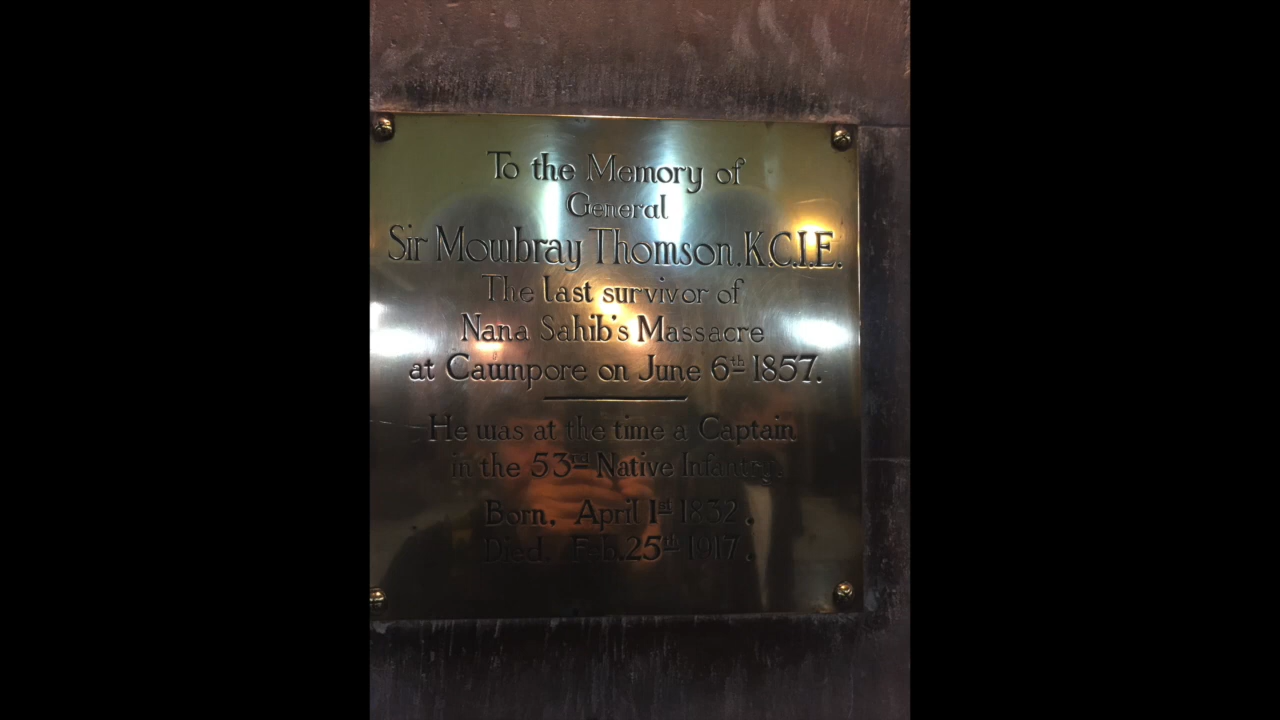 To the Memory of
General
Sir Mowbray Thomson. K.C.I.E.
The last survivor of
Nana Sahib's Massacre
at Cawnpore on June 6th 1857.
He was at the time a Captain
in the 53rd Native Infantry.
Born. April 1st 1832.
Died. Feb. 25th 1917.